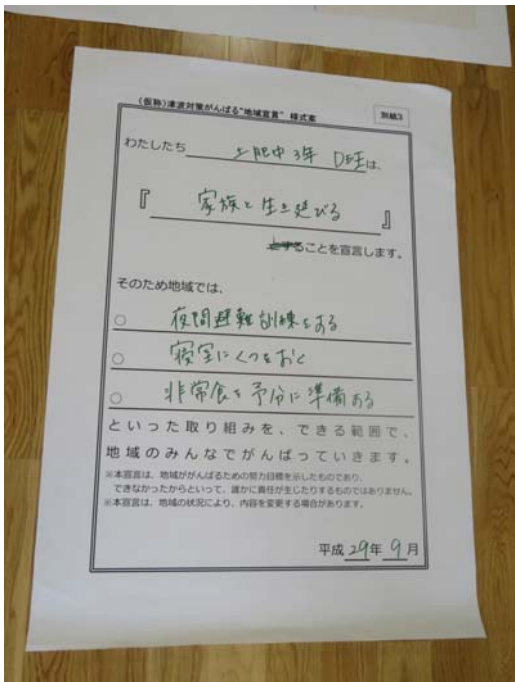 (仮称)津波対策がんばる"地域宣言" 様式案
別紙3
わたしたち 土肥中3年 D班は、
『 家族と生き延びる 』
とすることを宣言します。
そのため地域では、
○ 夜間避難訓練をする
○ 寝室にくつをおく
○ 非常食を予分に準備する
といった取り組みを、できる範囲で、
地域のみんなでがんばっていきます。
※本宣言は、地域ががんばるための努力目標を示したものであり、
できなかったからといって、誰かに責任が生じたりするものではありません。
※本宣言は、地域の状況により、内容を変更する場合があります。
平成 29年 9月